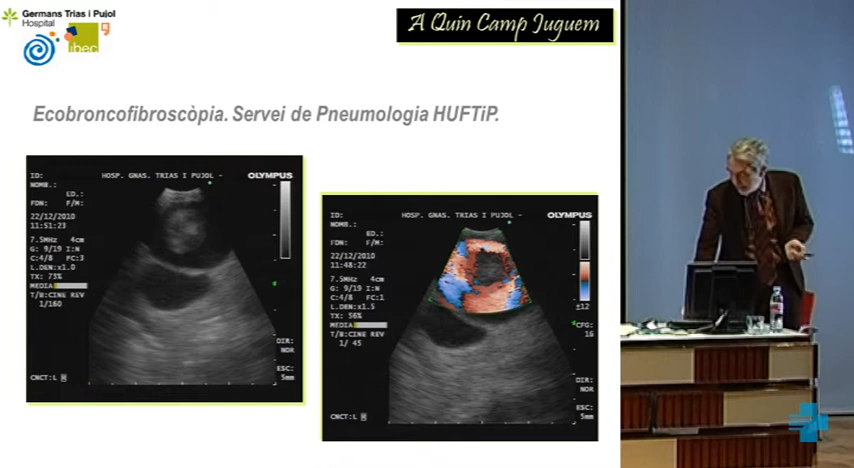 Germans Trias i Pujol
Hospital
ibec
A Quin Camp Juguem
Ecobroncofibroscòpia. Servei de Pneumologia HUFTiP.
ID: HOSP. GNAS. TRIAS I PUJOL - OLYMPUS
NOMB.:
ED.:
FDN: F/M:
22/12/2010
11:51:23
7.5MHz 4cm
G: 9/19 I:N
C:4/8 FC:3
L.DEN:x1.0
TX: 73%
MEDIA
T/B:CINE REV
1/160
DIR:
NOR
ESC:
5mm
CNCT:L R
ID: HOSP. GNAS. TRIAS I PUJOL - OLYMPUS
NOMB.:
ED.:
FDN: F/M:
22/12/2010
11:48:22
7.5MHz 4cm
G: 9/19 I:N
C:4/8 FC:1
L.DEN:x1.5
TX: 56%
MEDIA
T/B:CINE REV
1/ 45
±12
CFG:
16
DIR:
NOR
ESC:
5mm
CNCT:L R